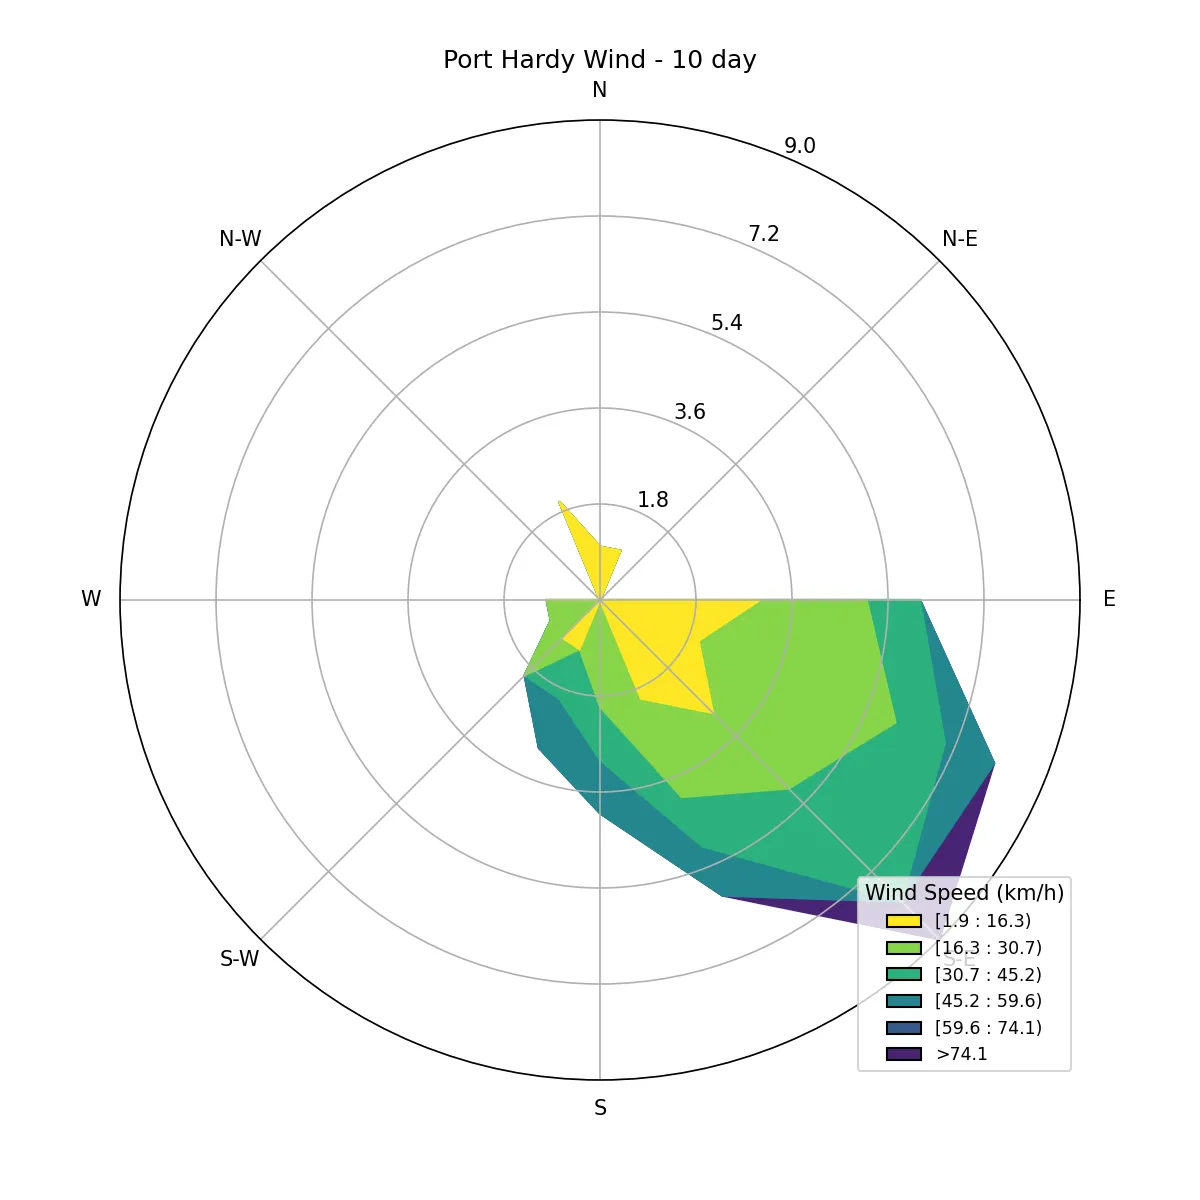 Port Hardy Wind - 10 day
N
9.0
N-W
N-E
7.2
5.4
3.6
1.8
W
E
S-W
S-E
S
Wind Speed (km/h)
[1.9 : 16.3)
[16.3 : 30.7)
[30.7 : 45.2)
[45.2 : 59.6)
[59.6 : 74.1)
>74.1